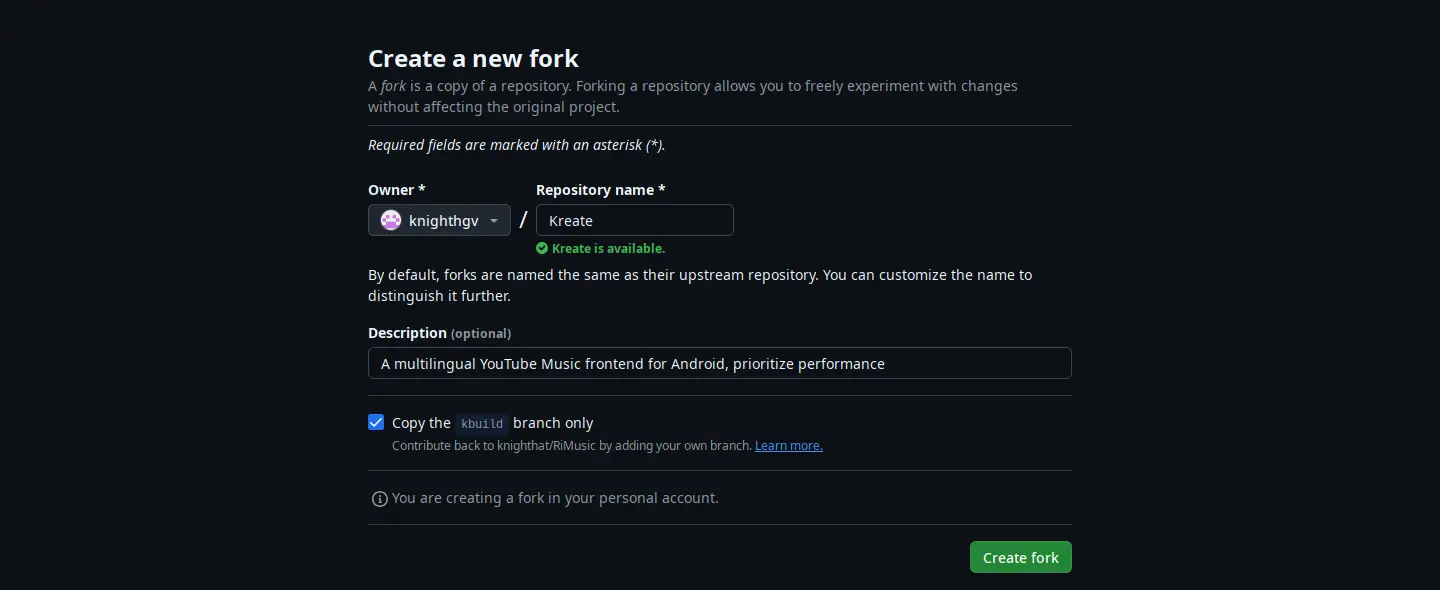 Create a new fork
A fork is a copy of a repository. Forking a repository allows you to freely experiment with changes
without affecting the original project.
Required fields are marked with an asterisk (*).
Owner *
Repository name *
knighthgv
/
Kreate
Kreate is available.
By default, forks are named the same as their upstream repository. You can customize the name to
distinguish it further.
Description (optional)
A multilingual YouTube Music frontend for Android, prioritize performance
Copy the kbuild branch only
Contribute back to knighthat/RiMusic by adding your own branch. Learn more.
You are creating a fork in your personal account.
Create fork